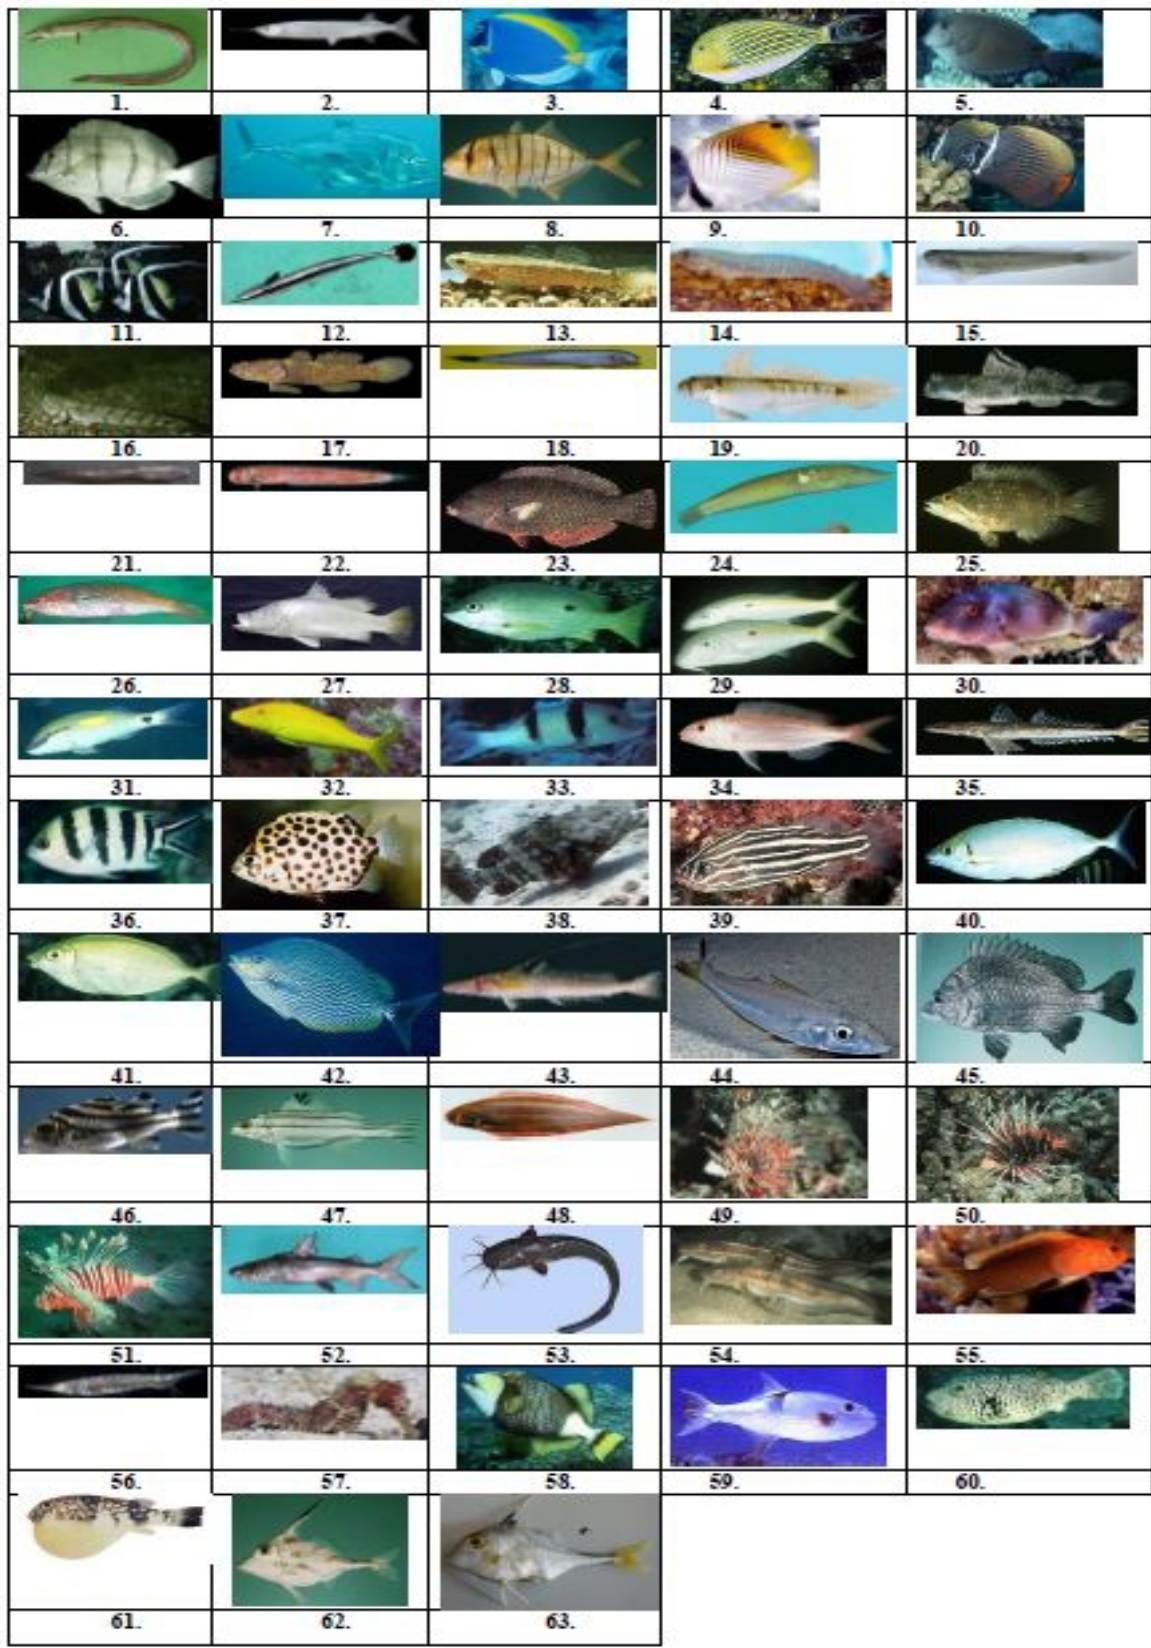 1. 2. 3. 4. 5.
6. 7. 8. 9. 10.
11. 12. 13. 14. 15.
16. 17. 18. 19. 20.
21. 22. 23. 24. 25.
26. 27. 28. 29. 30.
31. 32. 33. 34. 35.
36. 37. 38. 39. 40.
41. 42. 43. 44. 45.
46. 47. 48. 49. 50.
51. 52. 53. 54. 55.
56. 57. 58. 59. 60.
61. 62. 63.